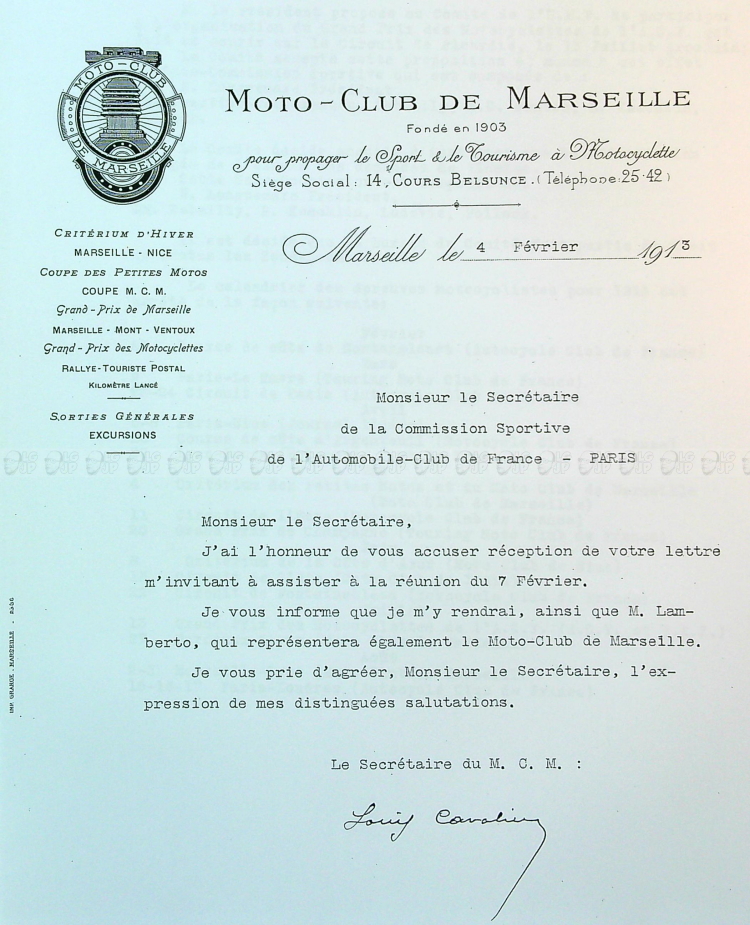 MOTO-CLUB
DE MARSEILLE
MOTO-CLUB DE MARSEILLE
Fondé en 1903
pour propager le Sport & le Tourisme à Motocyclette
Siège Social: 14, COURS BELSUNCE. (Téléphone: 25-42)
Marseille le 4 Février 1913
CRITÉRIUM D'HIVER
MARSEILLE - NICE
COUPE DES PETITES MOTOS
COUPE M. C. M.
Grand-Prix de Marseille
MARSEILLE - MONT - VENTOUX
Grand-Prix des Motocyclettes
RALLYE-TOURISTE POSTAL
KILOMÈTRE LANCÉ
SORTIES GÉNÉRALES
EXCURSIONS
Monsieur le Secrétaire
de la Commission Sportive
de l'Automobile-Club de France - PARIS
Monsieur le Secrétaire,
J'ai l'honneur de vous accuser réception de votre lettre
m'invitant à assister à la réunion du 7 Février.
Je vous informe que je m'y rendrai, ainsi que M. Lam-
berto, qui représentera également le Moto-Club de Marseille.
Je vous prie d'agréer, Monsieur le Secrétaire, l'ex-
pression de mes distinguées salutations.
Le Secrétaire du M. C. M. :
Louis
IMP. GRANDE, MARSEILLE.